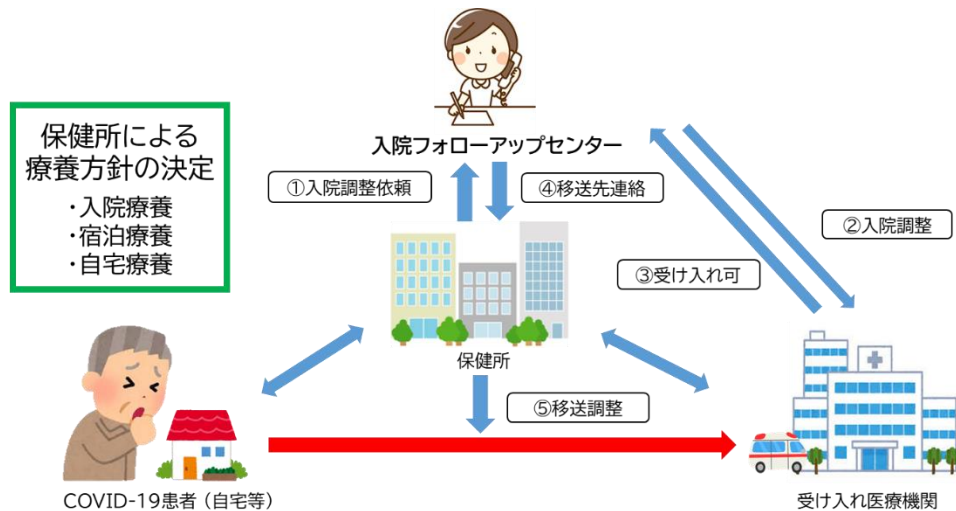 保健所による
療養方針の決定
・入院療養
・宿泊療養
・自宅療養
入院フォローアップセンター
①入院調整依頼
④移送先連絡
②入院調整
③受け入れ可
保健所
⑤移送調整
COVID-19患者（自宅等）
受け入れ医療機関